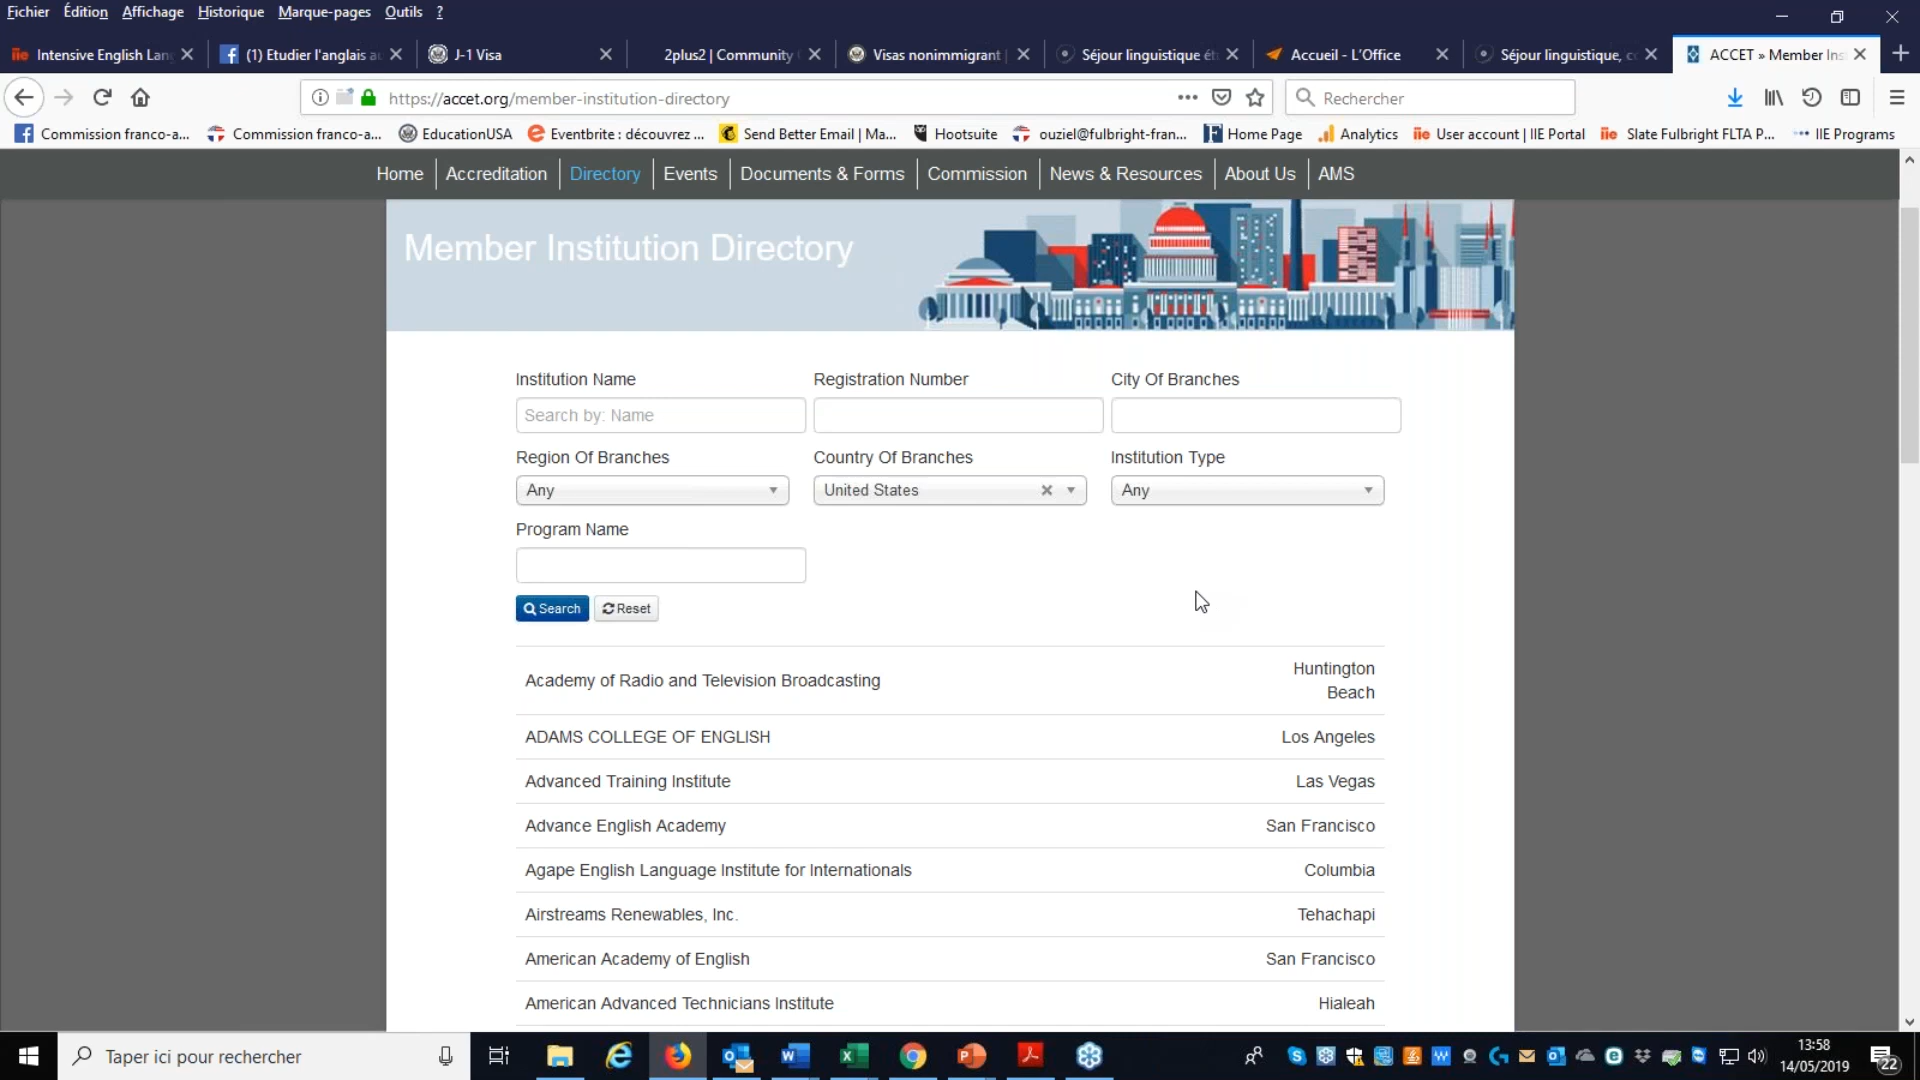 Fichier Édition Affichage Historique Marque-pages Outils ?
Intensive English Lan (1) Etudier l'anglais au J-1 Visa 2plus2 | Community Visas nonimmigrant Séjour linguistique ét Accueil - L'Office Séjour linguistique, c ACCET » Member Ins
https://accet.org/member-institution-directory Rechercher
Commission franco-a... Commission franco-a... EducationUSA Eventbrite : découvrez ... Send Better Email | Ma... Hootsuite ouziel@fulbright-fran... Home Page Analytics User account | IIE Portal Slate Fulbright FLTA P... IIE Programs
Home Accreditation Directory Events Documents & Forms Commission News & Resources About Us AMS
Member Institution Directory
Institution Name Registration Number City Of Branches
Search by: Name
Region Of Branches Country Of Branches Institution Type
Any United States Any
Program Name
Search Reset
Academy of Radio and Television Broadcasting Huntington Beach
ADAMS COLLEGE OF ENGLISH Los Angeles
Advanced Training Institute Las Vegas
Advance English Academy San Francisco
Agape English Language Institute for Internationals Columbia
Airstreams Renewables, Inc. Tehachapi
American Academy of English San Francisco
American Advanced Technicians Institute Hialeah
Taper ici pour rechercher
13:58
14/05/2019
22